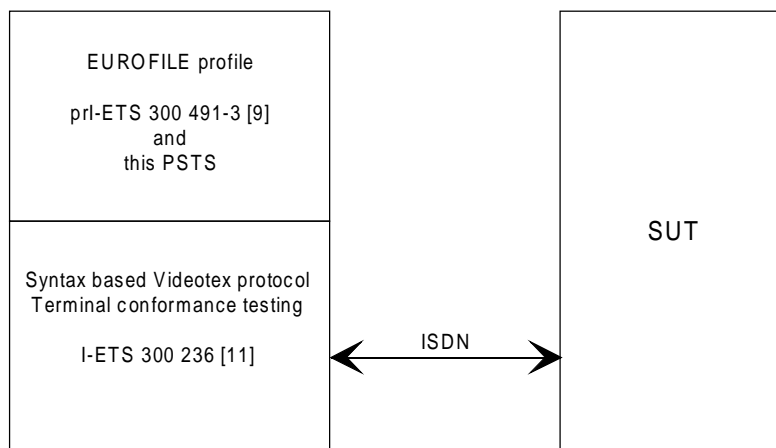 EUROFILE profile
prI-ETS 300 491-3 [9]
and
this PSTS
Syntax based Videotex protocol
Terminal conformance testing
I-ETS 300 236 [11]
ISDN
SUT